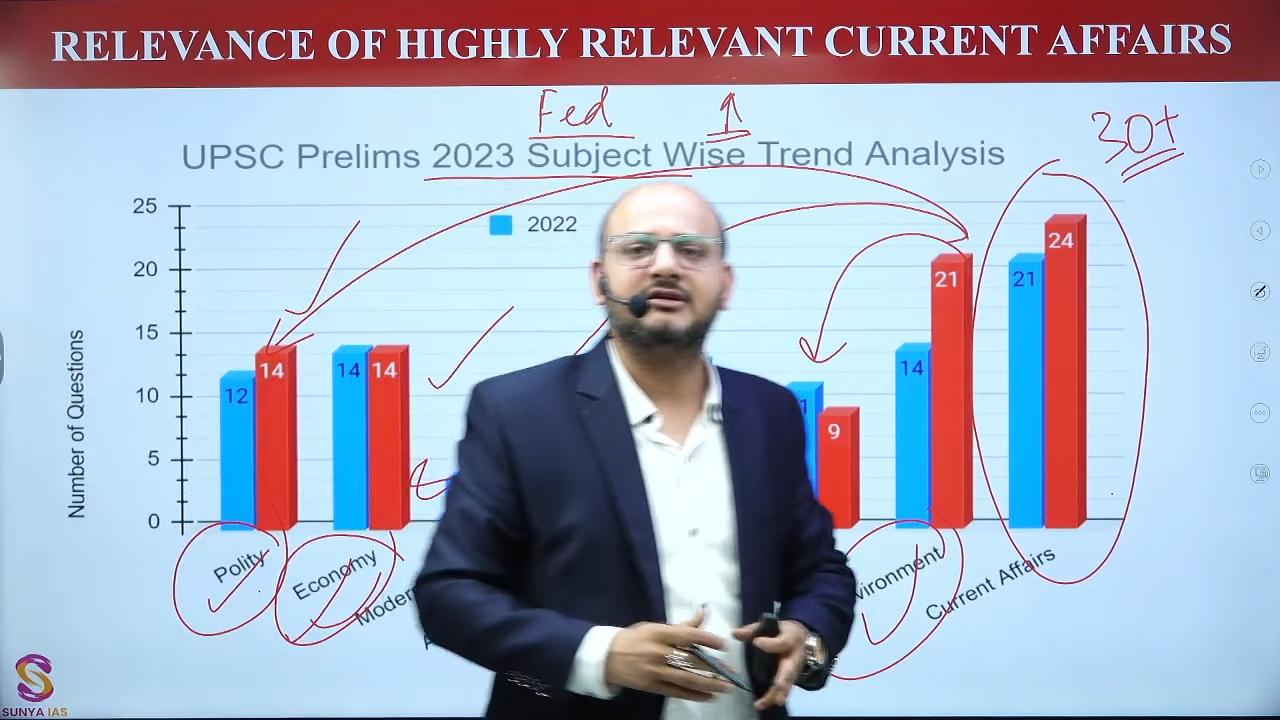 RELEVANCE OF HIGHLY RELEVANT CURRENT AFFAIRS
Fed
30+
UPSC Prelims 2023 Subject Wise Trend Analysis
2022
Number of Questions
25
20
15
10
5
0
12
14
14
14
9
14
21
21
24
Polity
Economy
Moder
vironment
Current Affairs
SUNYA IAS